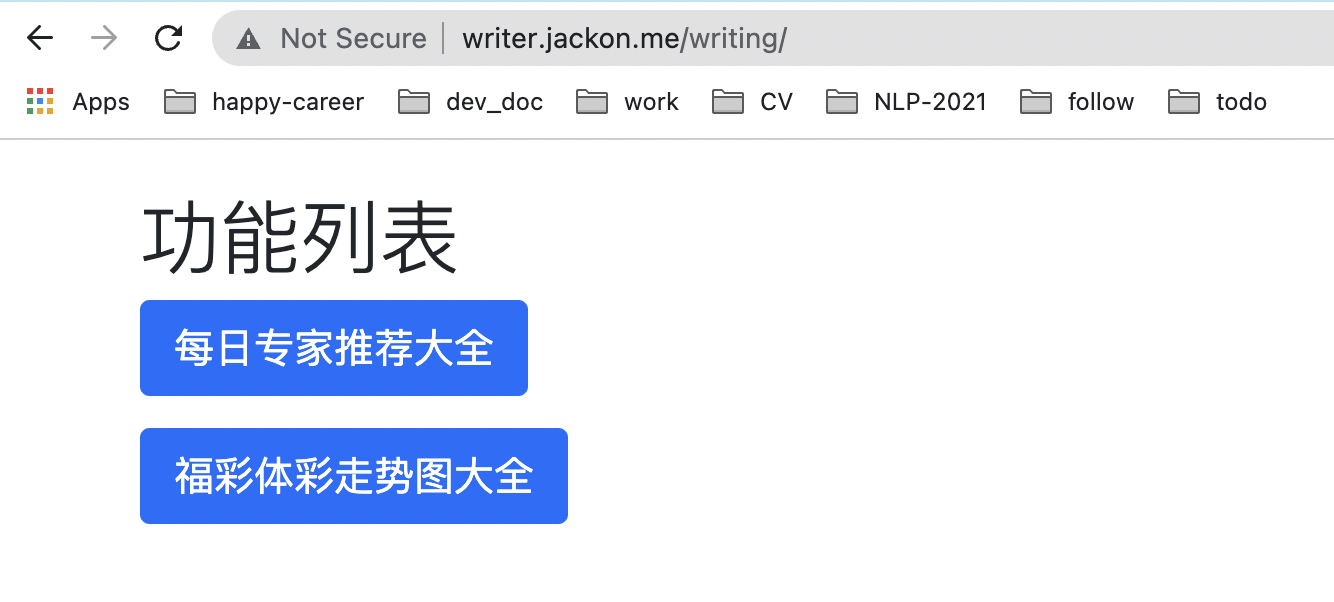 Not Secure writer.jackon.me/writing/
Apps happy-career dev_doc work CV NLP-2021 follow todo
功能列表
每日专家推荐大全
福彩体彩走势图大全